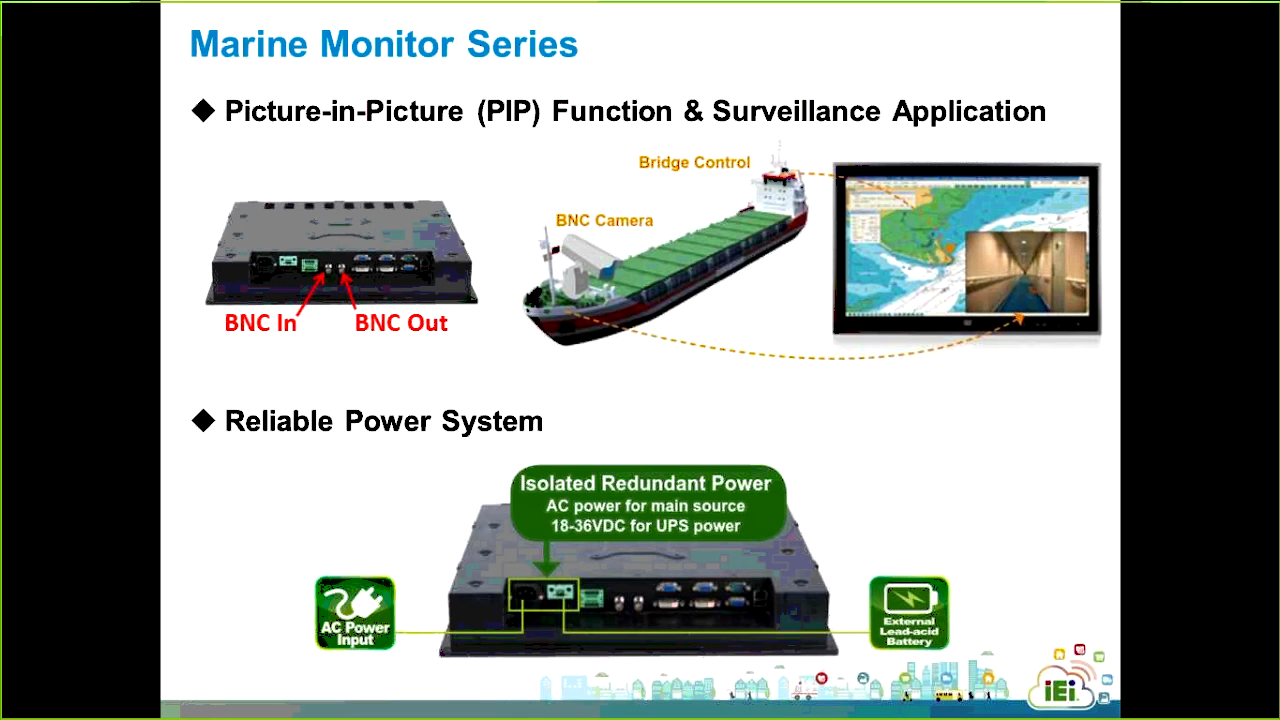 Marine Monitor Series
◆ Picture-in-Picture (PIP) Function & Surveillance Application
Bridge Control
BNC Camera
BNC In
BNC Out
◆ Reliable Power System
Isolated Redundant Power
AC power for main source
18-36VDC for UPS power
AC Power
Input
External
Lead-acid
Battery
iEi